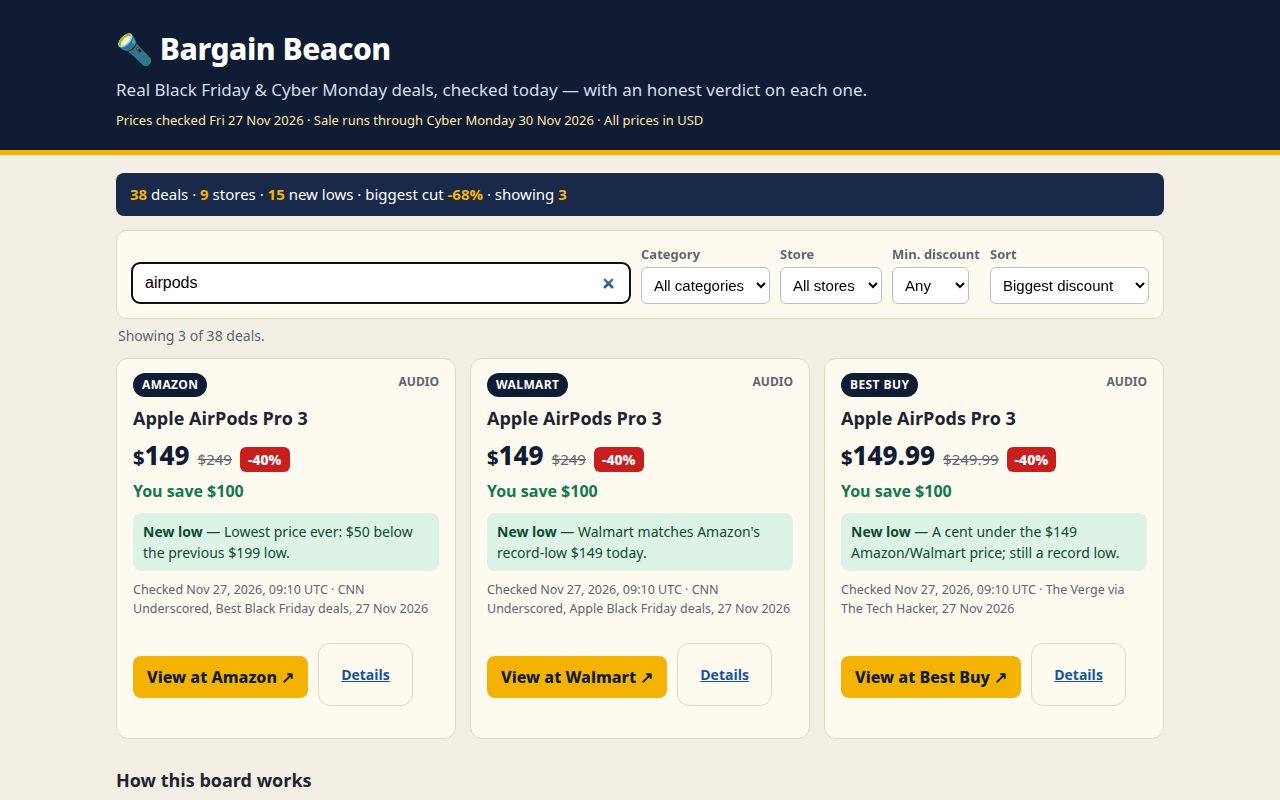 Bargain Beacon
Real Black Friday & Cyber Monday deals, checked today — with an honest verdict on each one.
Prices checked Fri 27 Nov 2026 · Sale runs through Cyber Monday 30 Nov 2026 · All prices in USD
38 deals · 9 stores · 15 new lows · biggest cut -68% · showing 3
Category
Store
Min. discount
Sort
airpods
All categories
All stores
Any
Biggest discount
Showing 3 of 38 deals.
AMAZON
AUDIO
Apple AirPods Pro 3
$149 $249 -40%
You save $100
New low — Lowest price ever: $50 below
the previous $199 low.
Checked Nov 27, 2026, 09:10 UTC · CNN
Underscored, Best Black Friday deals, 27 Nov 2026
View at Amazon ↗
Details
WALMART
AUDIO
Apple AirPods Pro 3
$149 $249 -40%
You save $100
New low — Walmart matches Amazon's
record-low $149 today.
Checked Nov 27, 2026, 09:10 UTC · CNN
Underscored, Apple Black Friday deals, 27 Nov 2026
View at Walmart ↗
Details
BEST BUY
AUDIO
Apple AirPods Pro 3
$149.99 $249.99 -40%
You save $100
New low — A cent under the $149
Amazon/Walmart price; still a record low.
Checked Nov 27, 2026, 09:10 UTC · The Verge via
The Tech Hacker, 27 Nov 2026
View at Best Buy ↗
Details
How this board works